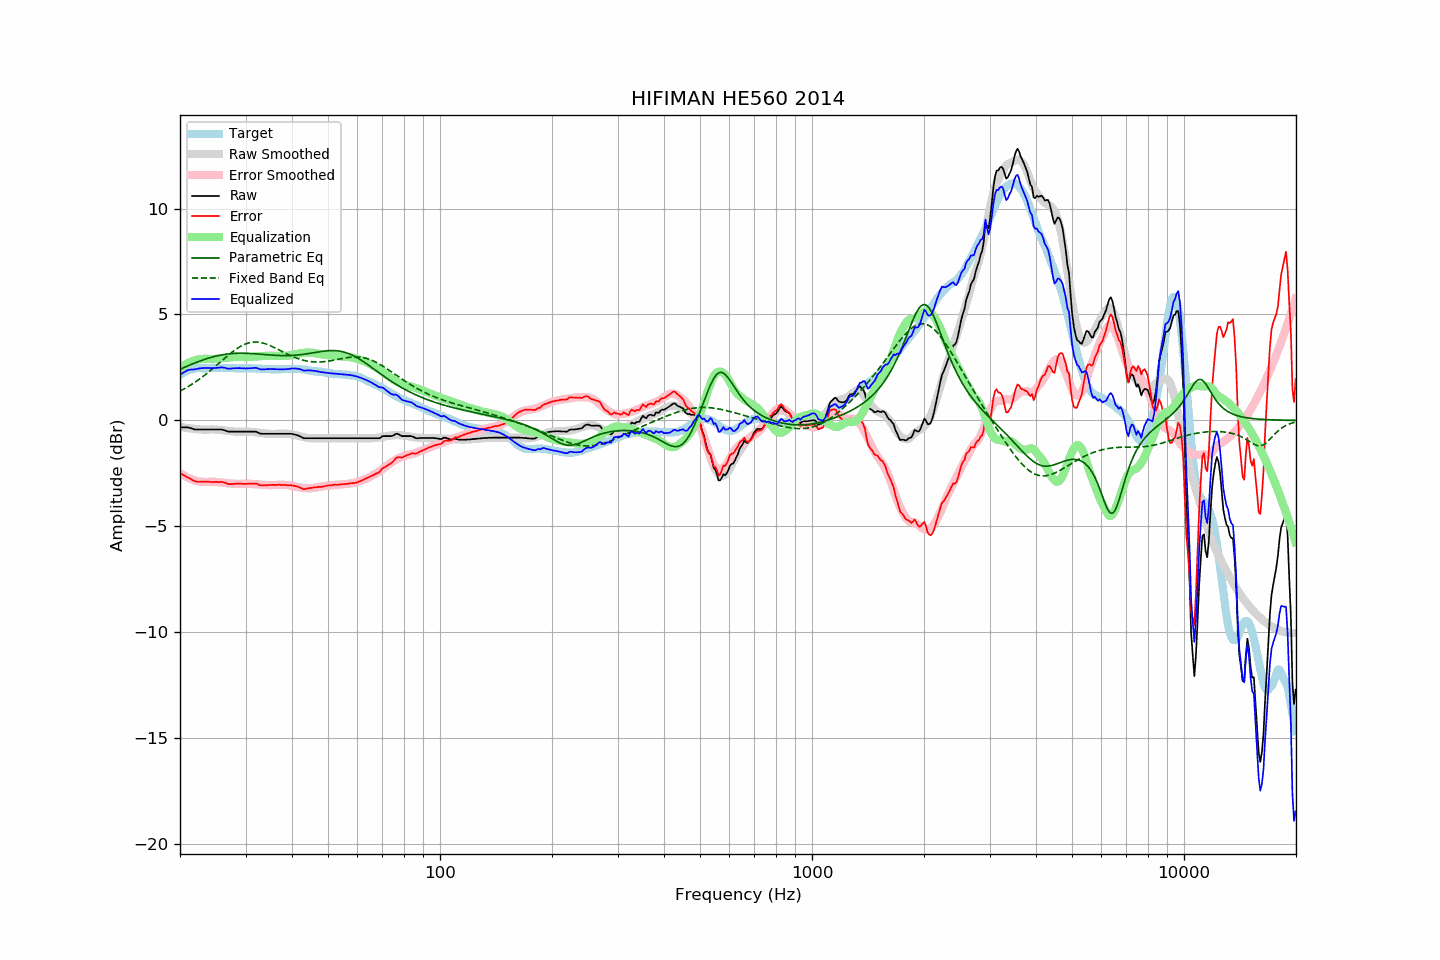 HIFIMAN HE560 2014
Target
Raw Smoothed
Error Smoothed
Raw
Error
Equalization
Parametric Eq
Fixed Band Eq
Equalized
10
5
0
−5
−10
−15
−20
Amplitude (dBr)
100 1000 10000
Frequency (Hz)